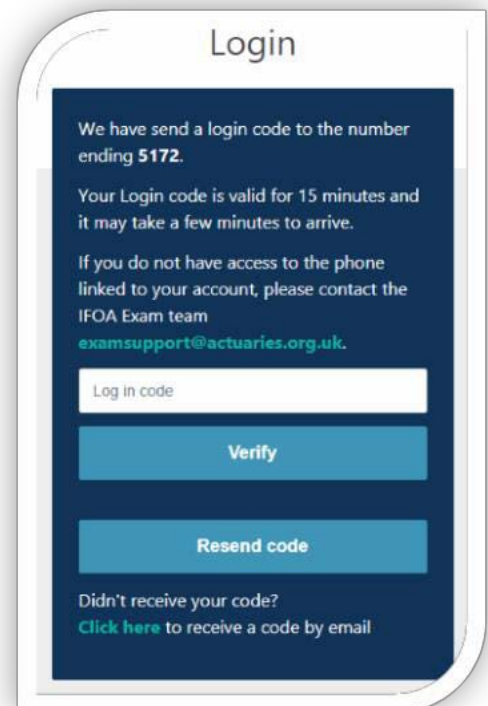 Login
We have send a login code to the number
ending 5172.
Your Login code is valid for 15 minutes and
it may take a few minutes to arrive.
If you do not have access to the phone
linked to your account, please contact the
IFOA Exam team
examsupport@actuaries.org.uk.
Log in code
Verify
Resend code
Didn't receive your code?
Click here to receive a code by email